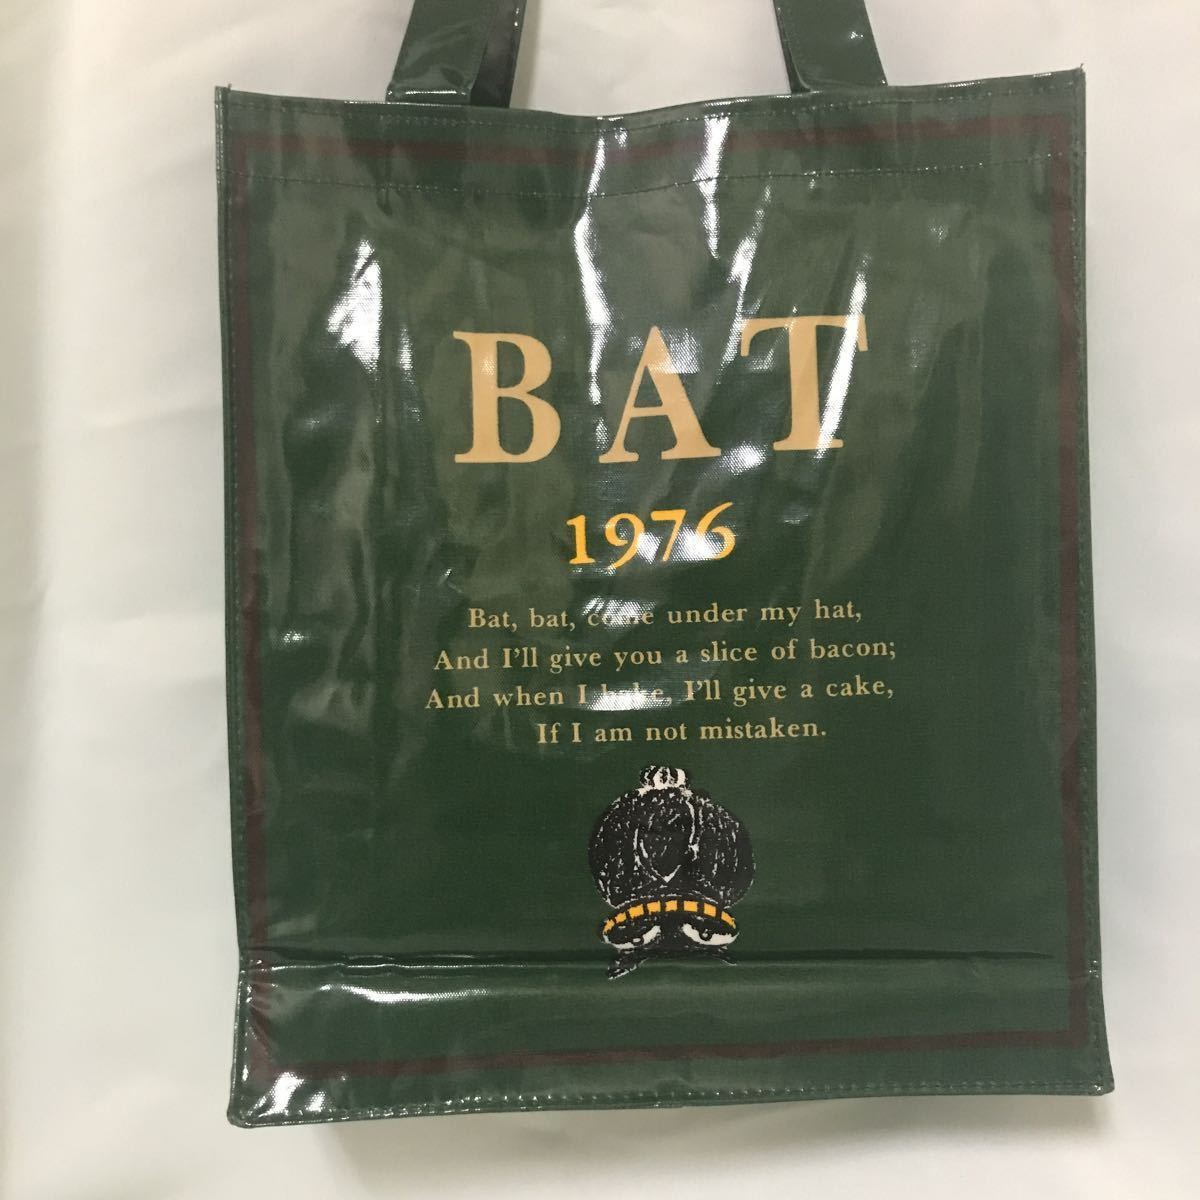 BAT
1976
Bat, bat, come under my hat,
And I'll give you a slice of bacon;
And when I bake, I'll give a cake,
If I am not mistaken.